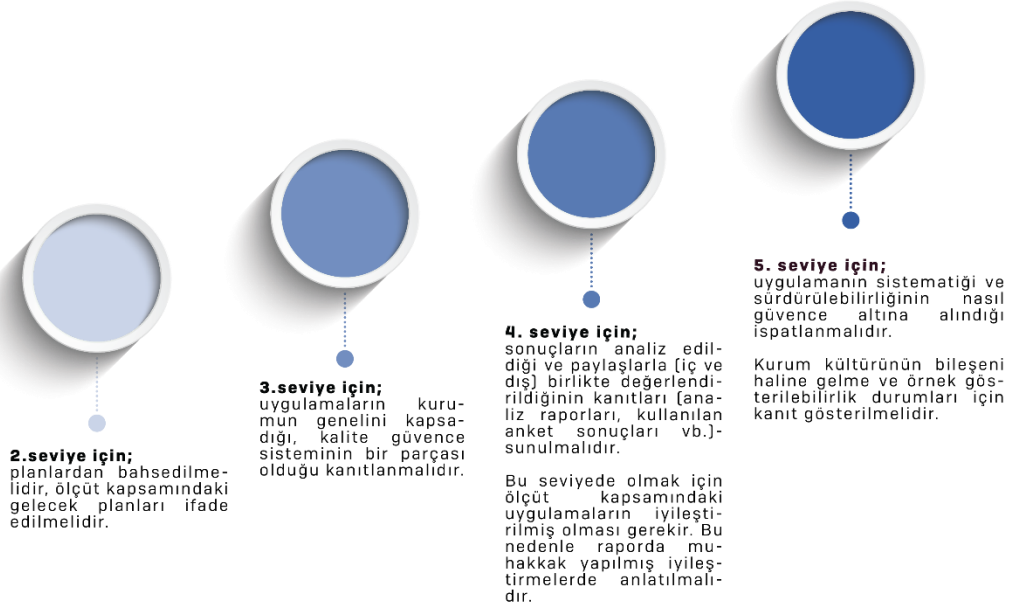 2.seviye için;
planlardan bahsedilme-
lidir, ölçüt kapsamındaki
gelecek planları ifade
edilmelidir.
3.seviye için;
uygulamaların kuru-
mun genelini kapsa-
dığı, kalite güvence
sisteminin bir parçası
olduğu kanıtlanmalıdır.
4. seviye için;
sonuçların analiz edil-
diği ve paylaşlarla (iç ve
dış) birlikte değerlendi-
rildiğinin kanıtları (ana-
liz raporları, kullanılan
anket sonuçları vb.)-
sunulmalıdır.
Bu seviyede olmak için
ölçüt kapsamındaki
uygulamaların iyileşti-
rilmiş olması gerekir. Bu
nedenle raporda mu-
hakkak yapılmış iyileş-
tirmelerde anlatılmalı-
dır.
5. seviye için;
uygulamanın sistematiği ve
sürdürülebilirliğinin nasıl
güvence altına alındığı
ispatlanmalıdır.
Kurum kültürünün bileşeni
haline gelme ve örnek gös-
terilebilirlik durumları için
kanıt gösterilmelidir.